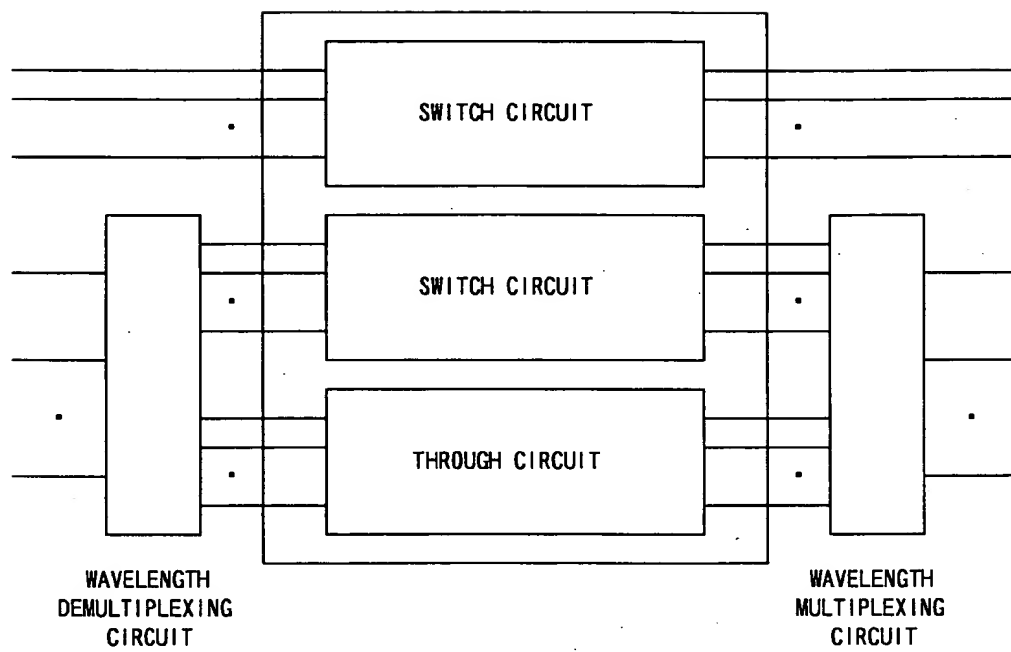 SWITCH CIRCUIT
SWITCH CIRCUIT
THROUGH CIRCUIT
WAVELENGTH
DEMULTIPLEXING
CIRCUIT
WAVELENGTH
MULTIPLEXING
CIRCUIT